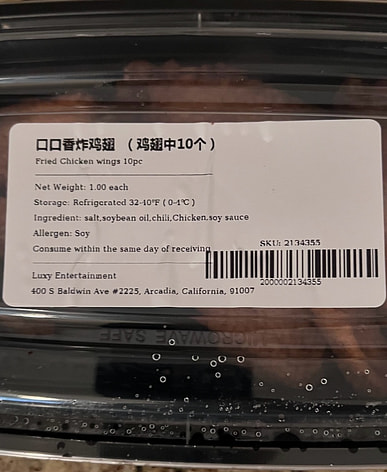 口口香炸鸡翅 （鸡翅中10个）
Fried Chicken wings 10pc
Net Weight: 1.00 each
Storage: Refrigerated 32-40°F ( 0-4°C )
Ingredient: salt,soybean oil,chili,Chicken,soy sauce
Allergen: Soy
Consume within the same day of receiving
SKU: 2134355
2000002134355
Luxy Entertainment
400 S Baldwin Ave #2225, Arcadia, California, 91007
MICROWAVE SAFE